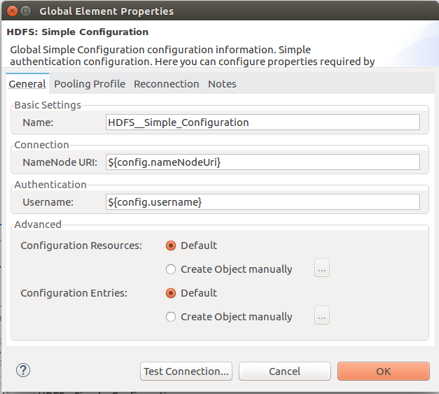 Global Element Properties
HDFS: Simple Configuration
Global Simple Configuration configuration information. Simple
authentication configuration. Here you can configure properties required by
General Pooling Profile Reconnection Notes
Basic Settings
Name: HDFS__Simple_Configuration
Connection
NameNode URI: ${config.nameNodeUri}
Authentication
Username: ${config.username}
Advanced
Configuration Resources: Default
Create Object manually ...
Configuration Entries: Default
Create Object manually ...
? Test Connection... Cancel OK